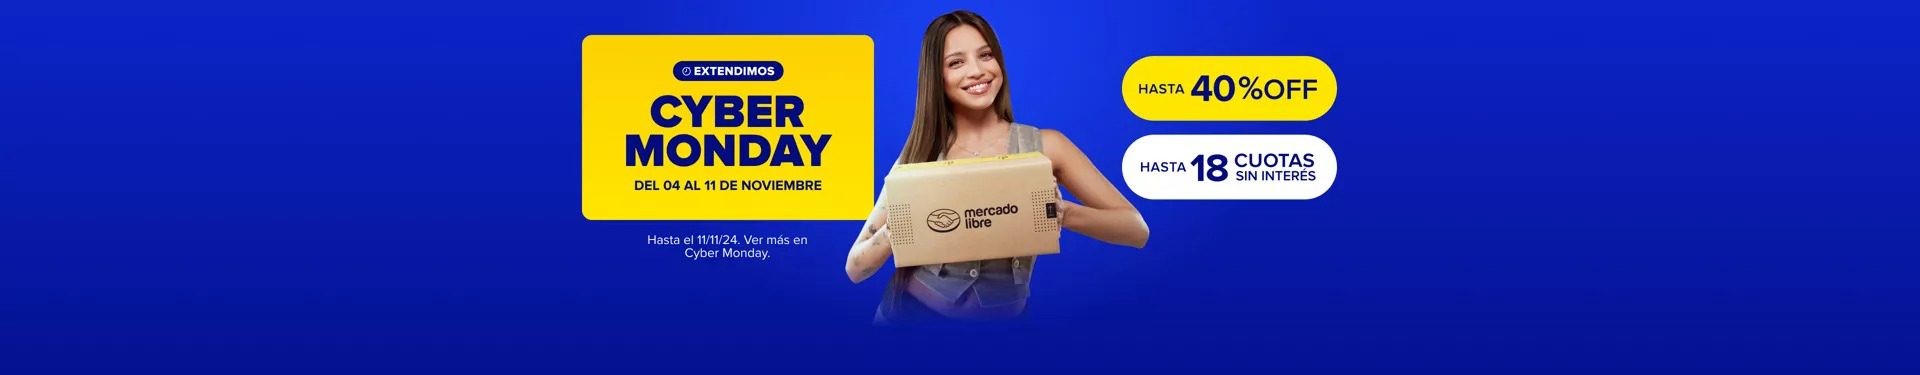 EXTENDIMOS
CYBER
MONDAY
DEL 04 AL 11 DE NOVIEMBRE
Hasta el 11/11/24. Ver más en
Cyber Monday.
mercado
libre
HASTA 40%OFF
HASTA 18 CUOTAS
SIN INTERÉS